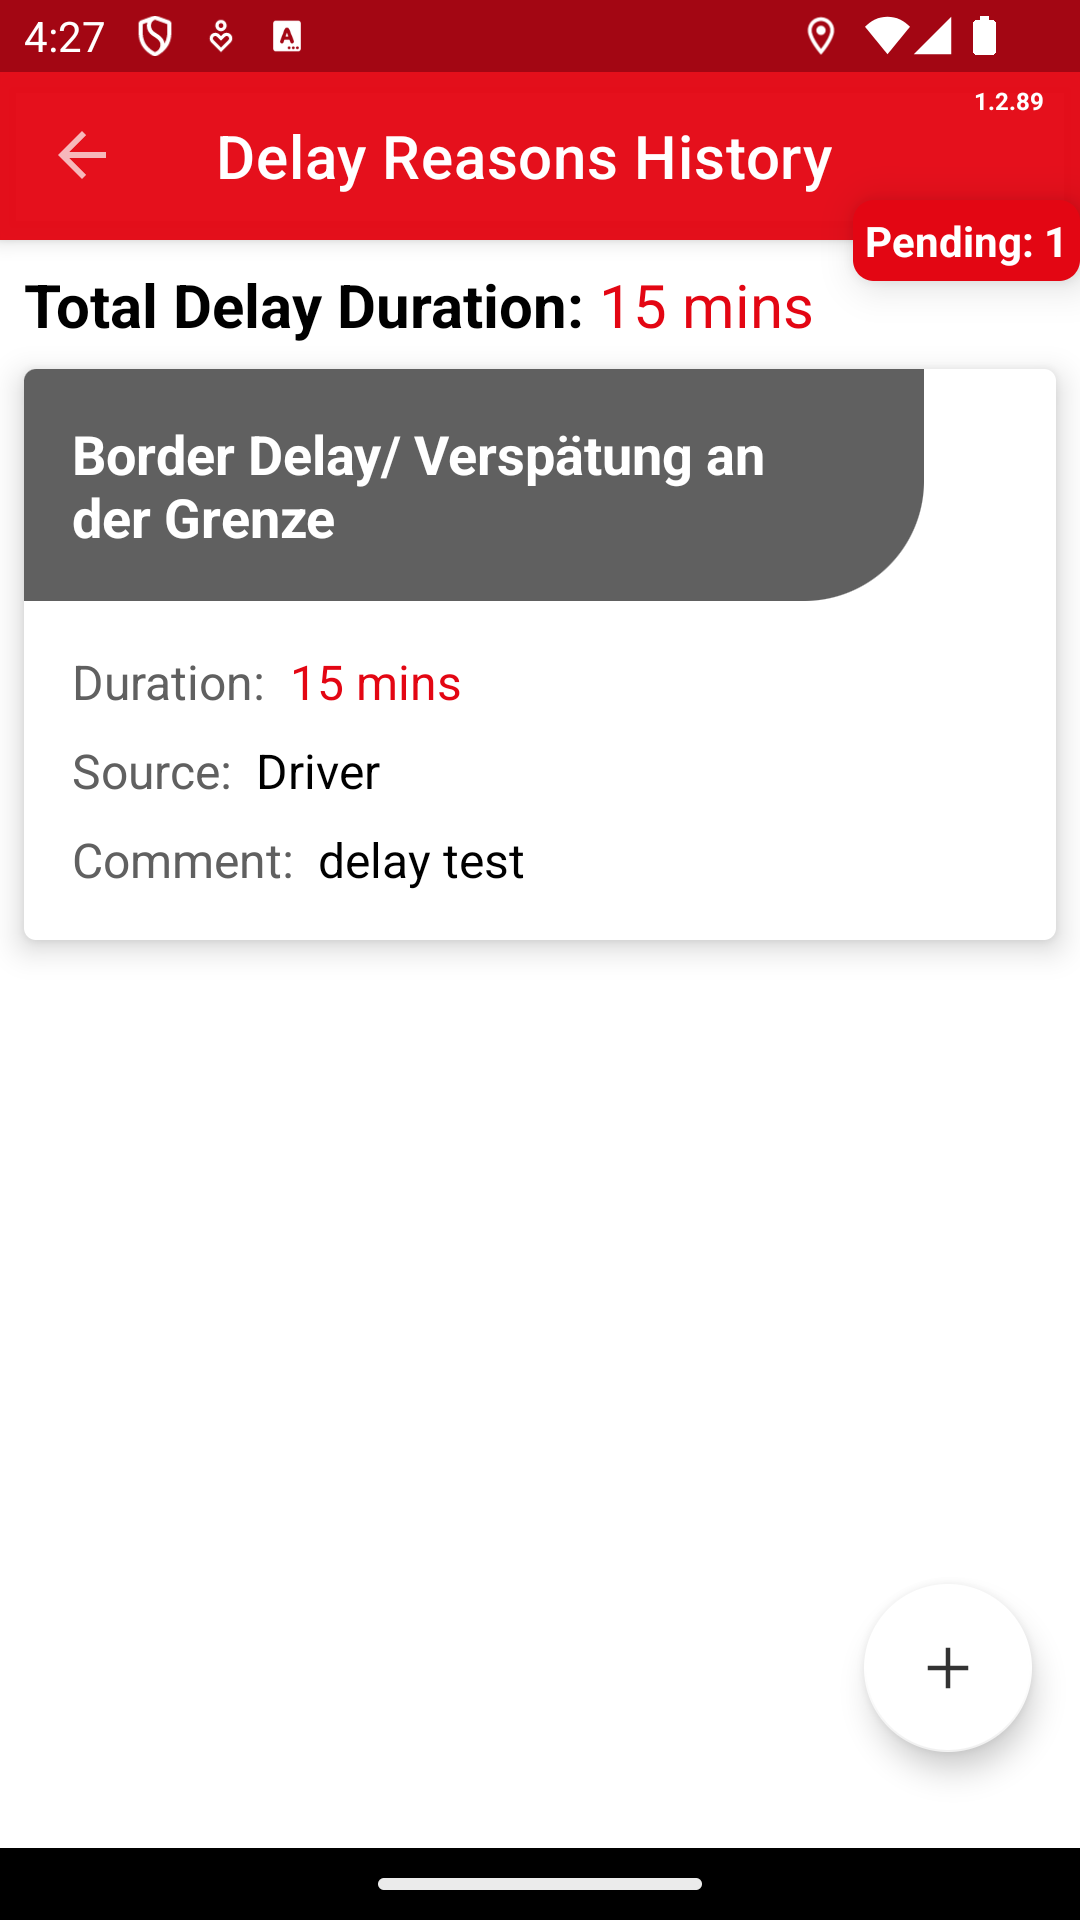 4:27
1.2.89
Delay Reasons History
Pending: 1
Total Delay Duration: 15 mins
Border Delay/ Verspätung an
der Grenze
Duration: 15 mins
Source: Driver
Comment: delay test